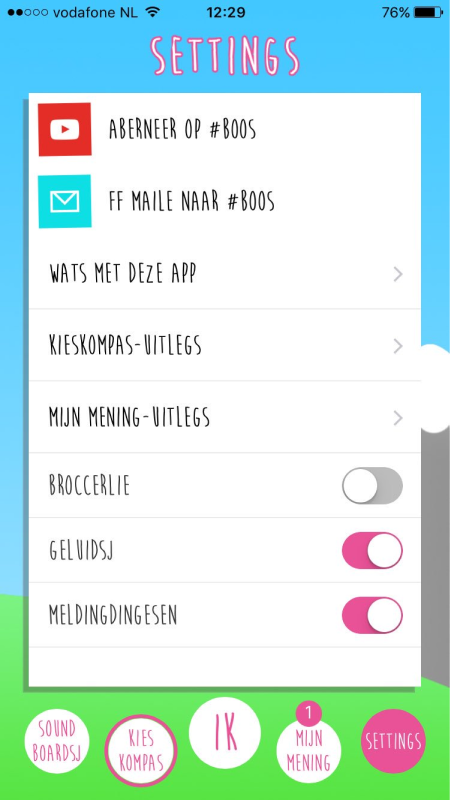 vodafone NL 12:29 76%
SETTINGS
ABERNEER OP #BOOS
FF MAILE NAAR #BOOS
WATS MET DEZE APP
KIESKOMPAS-UITLEGS
MIJN MENING-UITLEGS
BROCCERLIE
GELUIDSJ
MELDINGDINGESEN
SOUND
BOARDSJ
KIES
KOMPAS
IK
1
MIJN
MENING
SETTINGS